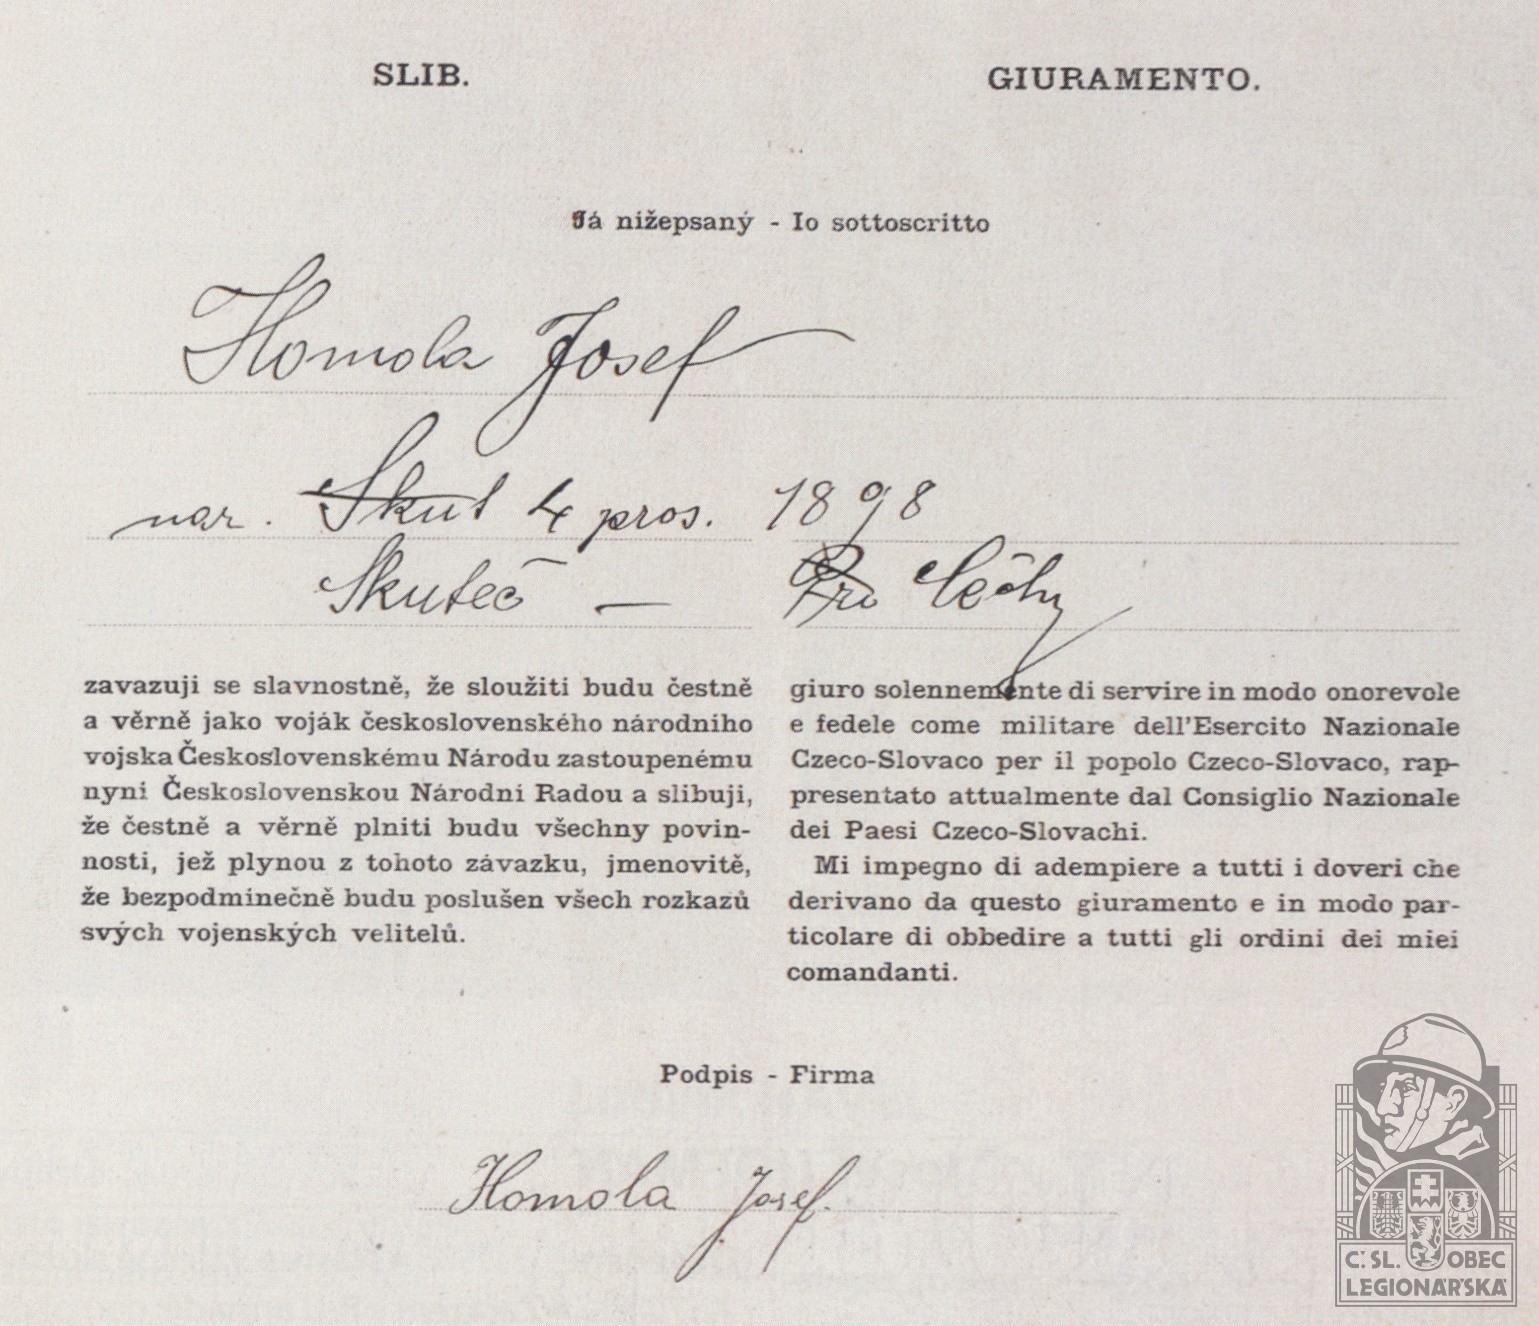 SLIB.
GIURAMENTO.
Já nížepsaný - Io sottoscritto
Homola Josef
nar. Skut 4 pros. 1898
Skuteč — Čechy
zavazuji se slavnostně, že sloužiti budu čestně
a věrně jako voják československého národního
vojska Československému Národu zastoupenému
nyní Československou Národní Radou a slibuji,
že čestně a věrně plniti budu všechny povin-
nosti, jež plynou z tohoto závazku, jmenovitě,
že bezpodmínečně budu poslušen všech rozkazů
svých vojenských velitelů.
giuro solennemente di servire in modo onorevole
e fedele come militare dell'Esercito Nazionale
Czeco-Slovaco per il popolo Czeco-Slovaco, rap-
presentato attualmente dal Consiglio Nazionale
dei Paesi Czeco-Slovachi.
Mi impegno di adempiere a tutti i doveri che
derivano da questo giuramento e in modo par-
ticolare di obbedire a tutti gli ordini dei miei
comandanti.
Podpis - Firma
Homola Josef.
Č.SL. OBEC
LEGIONÁŘSKÁ